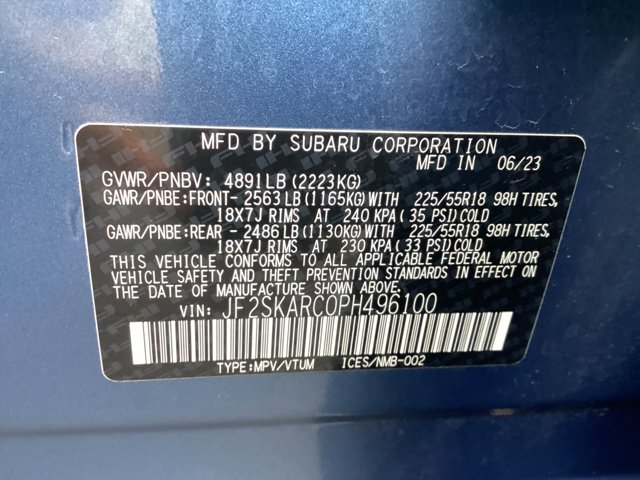 MFD BY SUBARU CORPORATION
MFD IN 06/23
GVWR/PNBV: 4891LB(2223KG)
GAWR/PNBE:FRONT- 2563LB(1165KG)WITH 225/55R18 98H TIRES,
18X7J RIMS AT 240 KPA( 35 PSI)COLD
GAWR/PNBE:REAR - 2486LB(1130KG)WITH 225/55R18 98H TIRES,
18X7J RIMS AT 230 KPA( 33 PSI)COLD
THIS VEHICLE CONFORMS TO ALL APPLICABLE FEDERAL MOTOR
VEHICLE SAFETY AND THEFT PREVENTION STANDARDS IN EFFECT ON
THE DATE OF MANUFACTURE SHOWN ABOVE.
VIN: JF2SKARC0PH496100
TYPE:MPV/VTUM ICES/NMB-002